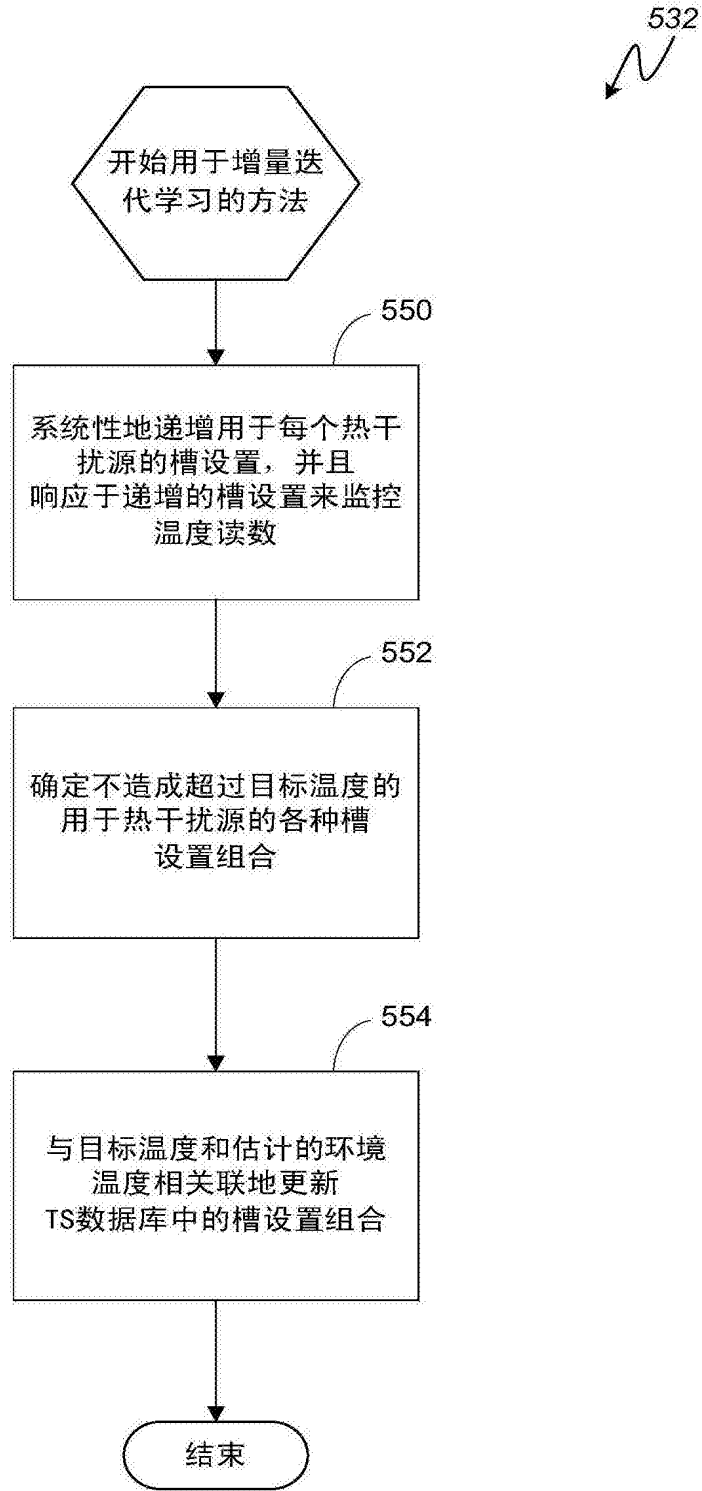 532
开始用于增量迭
代学习的方法
550
系统性地递增用于每个热干
扰源的槽设置，并且
响应于递增的槽设置来监控
温度读数
552
确定不造成超过目标温度的
用于热干扰源的各种槽
设置组合
554
与目标温度和估计的环境
温度相关联地更新
TS数据库中的槽设置组合
结束